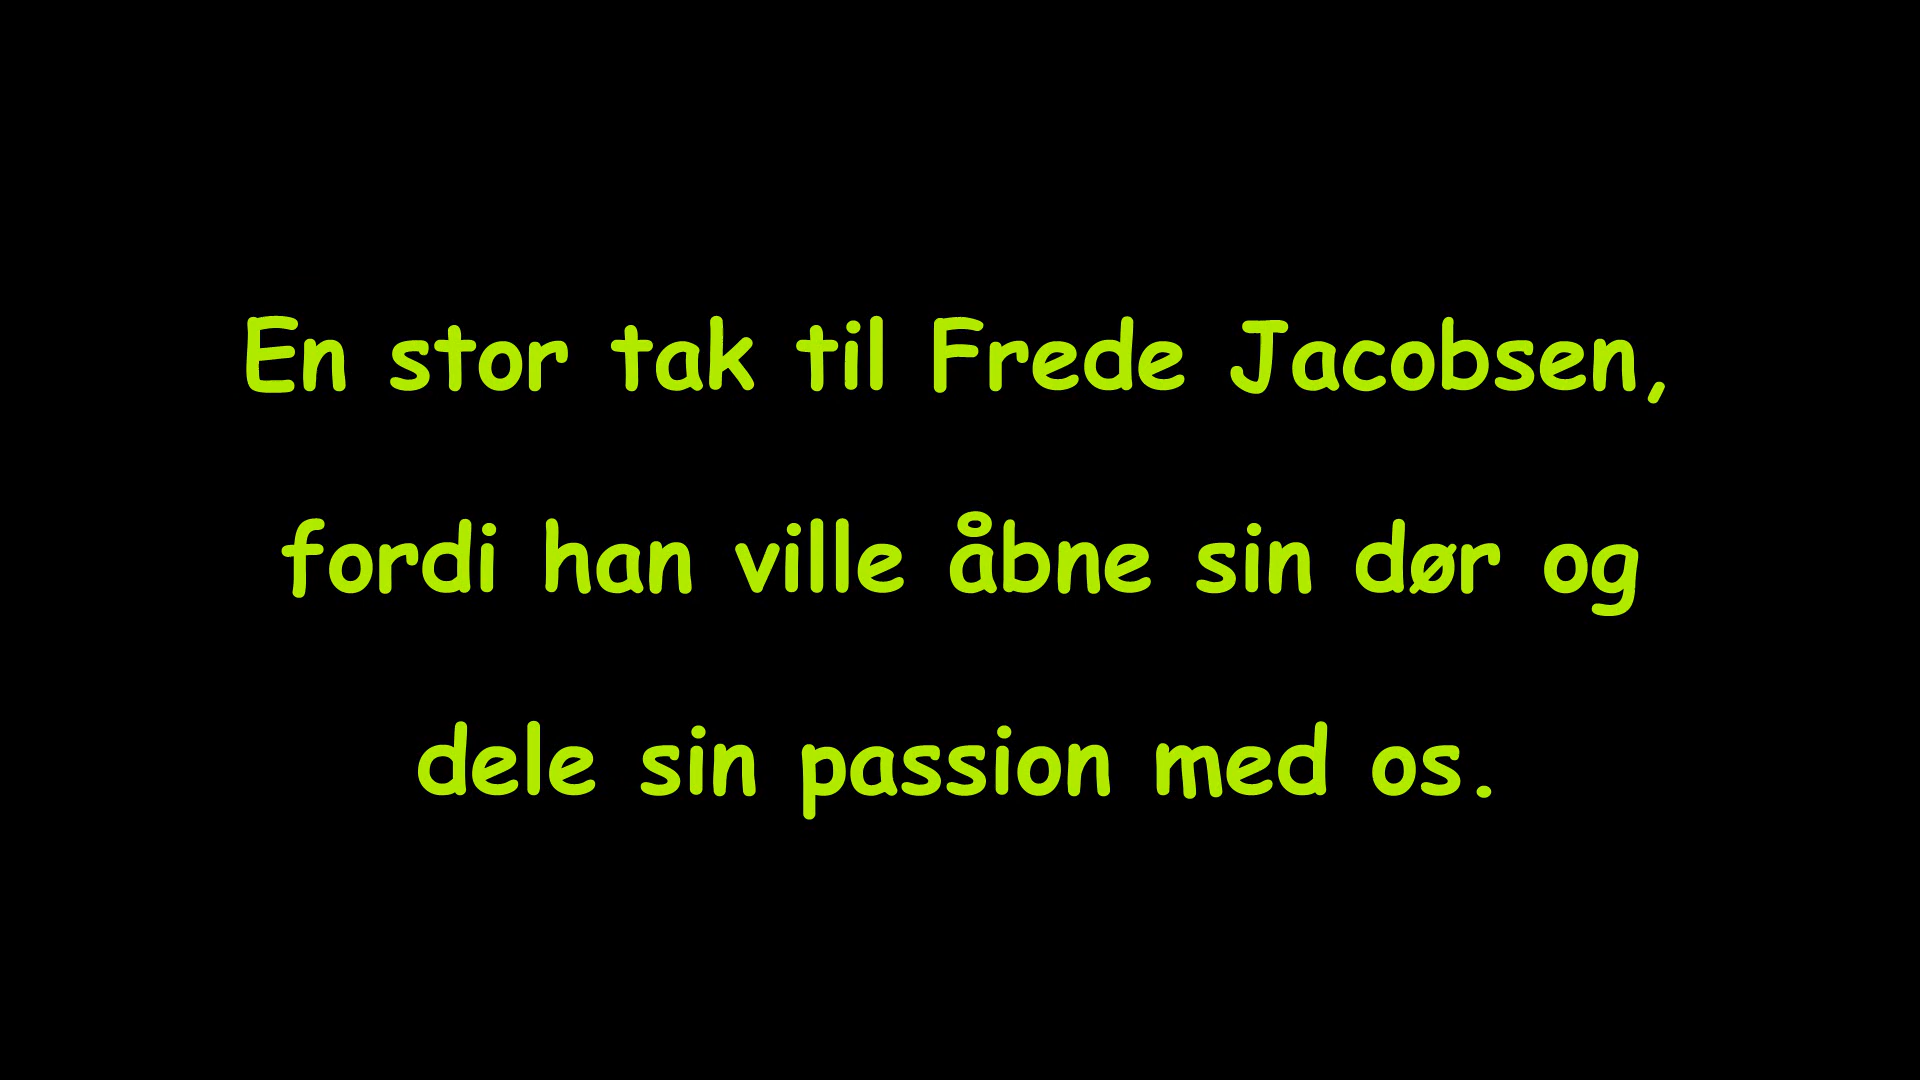 En stor tak til Frede Jacobsen,
fordi han ville åbne sin dør og
dele sin passion med os.